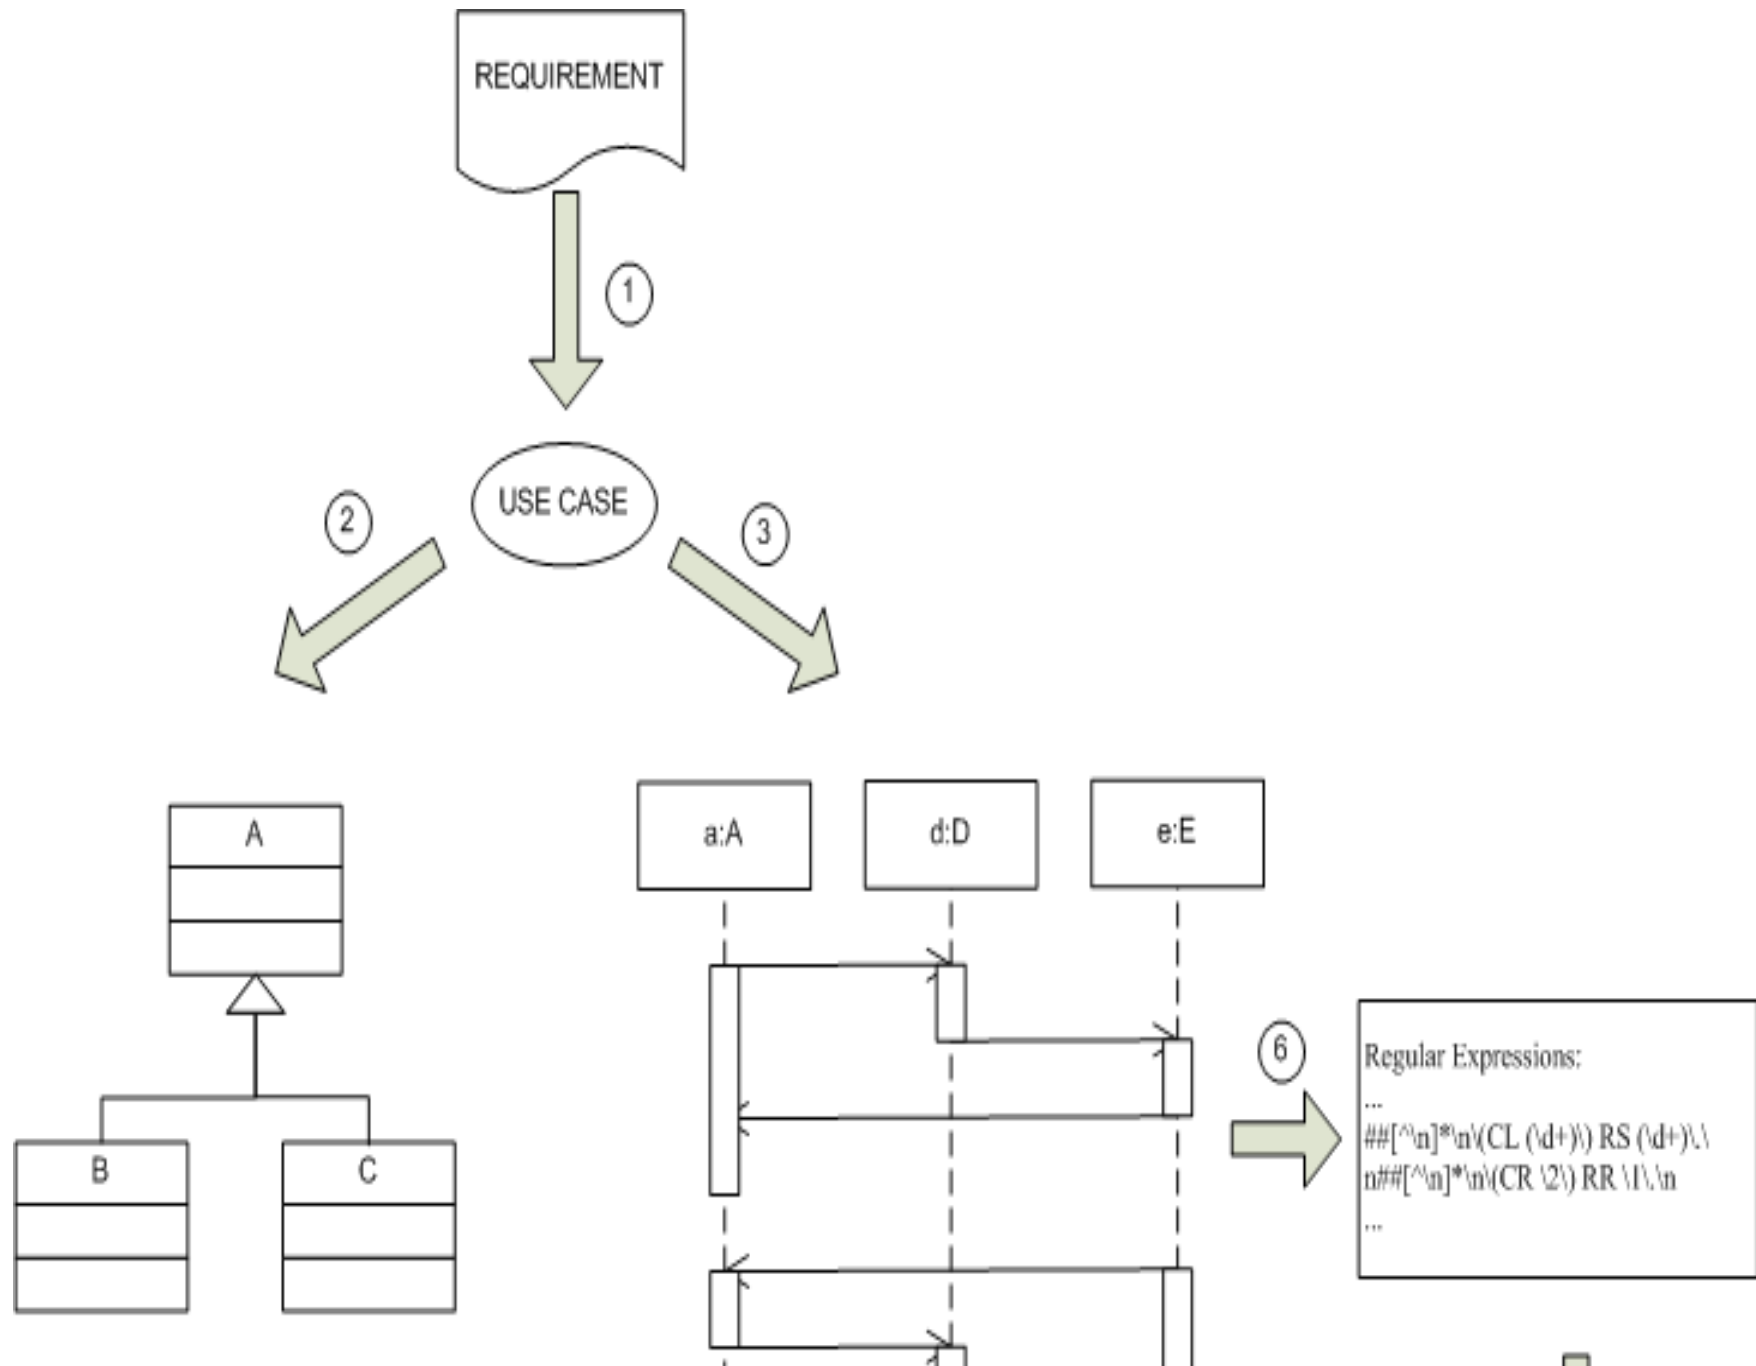 REQUIREMENT
1
USE CASE
2
3
A
B
C
a:A
d:D
e:E
6
Regular Expressions:
...
##[^\n]*\n\(CL (\d+)\) RS (\d+)\.\
n##[^\n]*\n\(CR \2\) RR \1\.\n
...